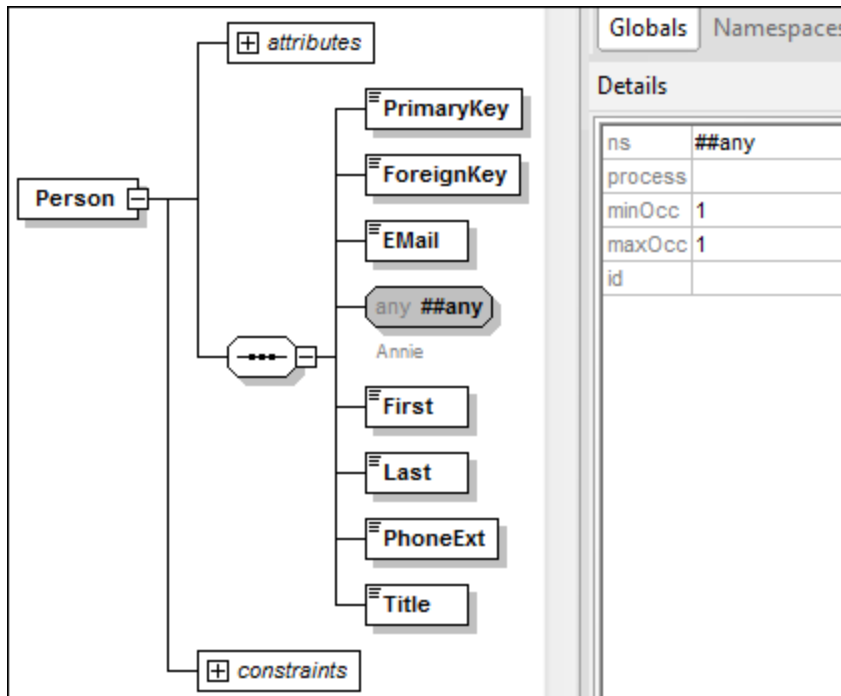 attributes
PrimaryKey
ForeignKey
Person
EMail
any ##any
Annie
First
Last
PhoneExt
Title
constraints
Globals Namespaces
Details
ns ##any
process
minOcc 1
maxOcc 1
id